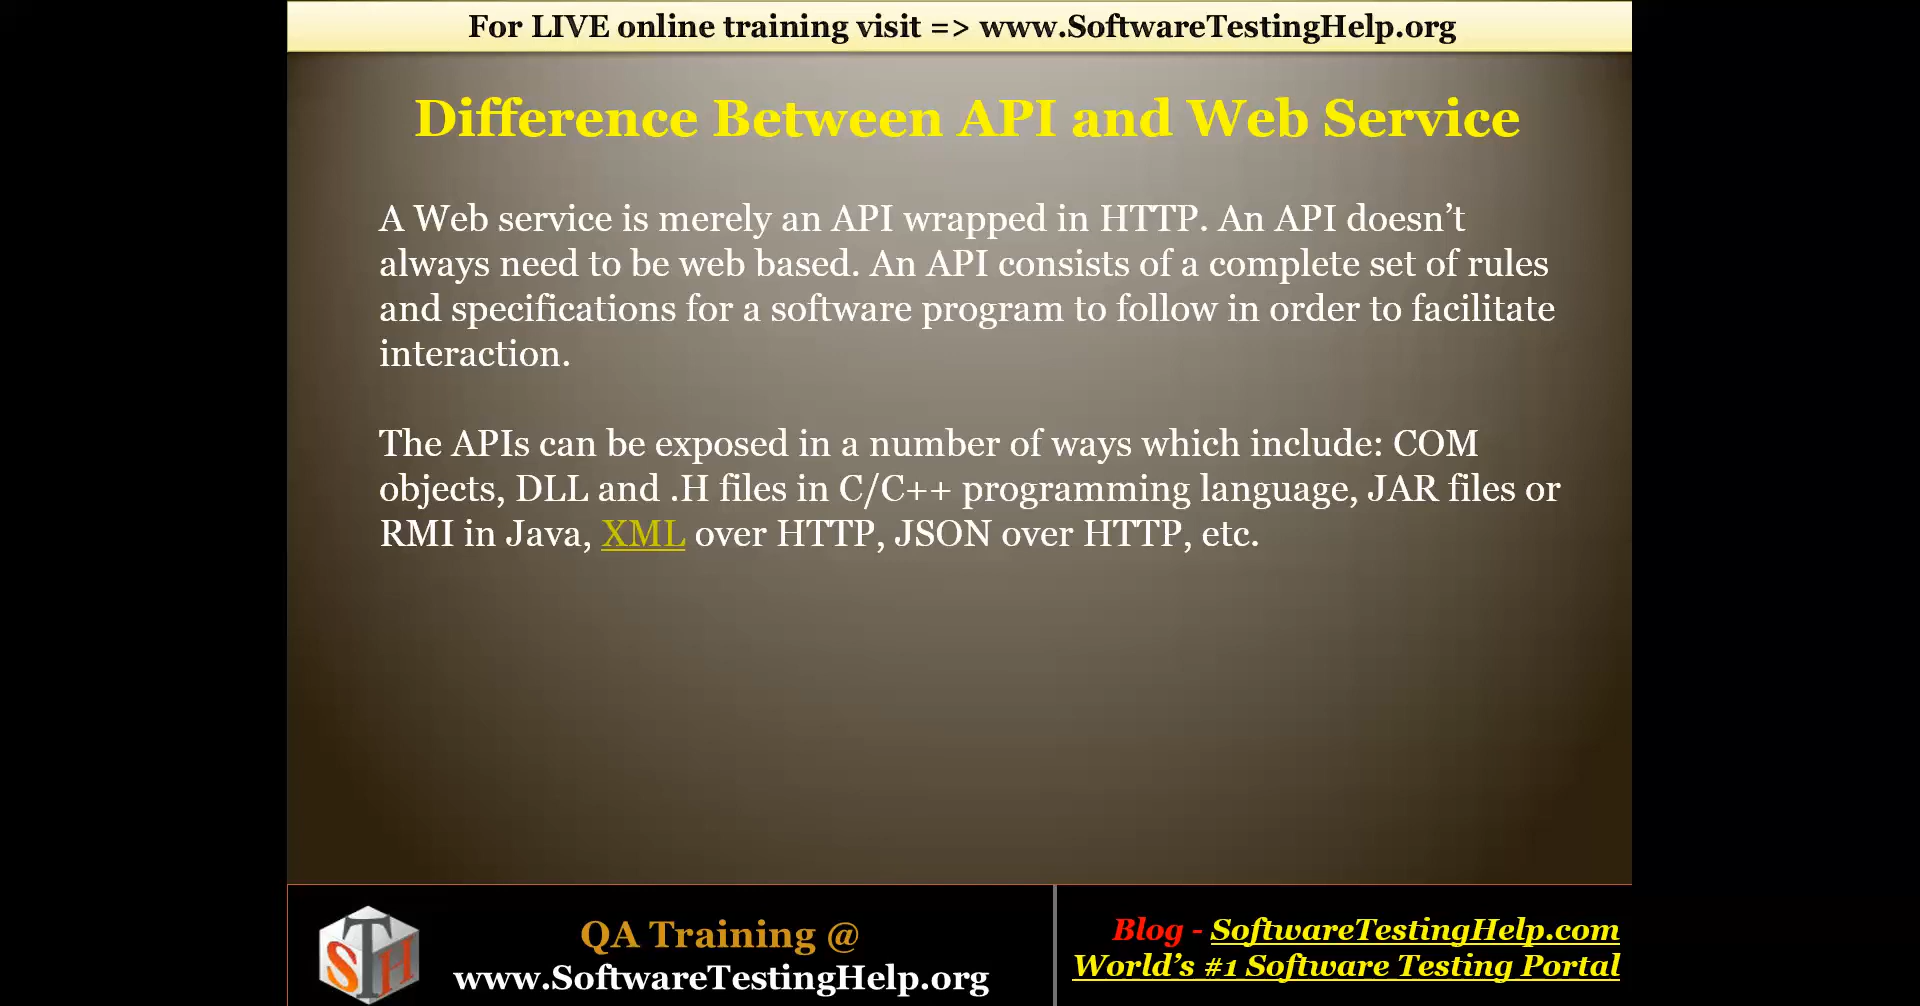 For LIVE online training visit => www.SoftwareTestingHelp.org
Difference Between API and Web Service
A Web service is merely an API wrapped in HTTP. An API doesn’t
always need to be web based. An API consists of a complete set of rules
and specifications for a software program to follow in order to facilitate
interaction.
The APIs can be exposed in a number of ways which include: COM
objects, DLL and .H files in C/C++ programming language, JAR files or
RMI in Java, XML over HTTP, JSON over HTTP, etc.
STH
QA Training @
www.SoftwareTestingHelp.org
Blog - SoftwareTestingHelp.com
World’s #1 Software Testing Portal